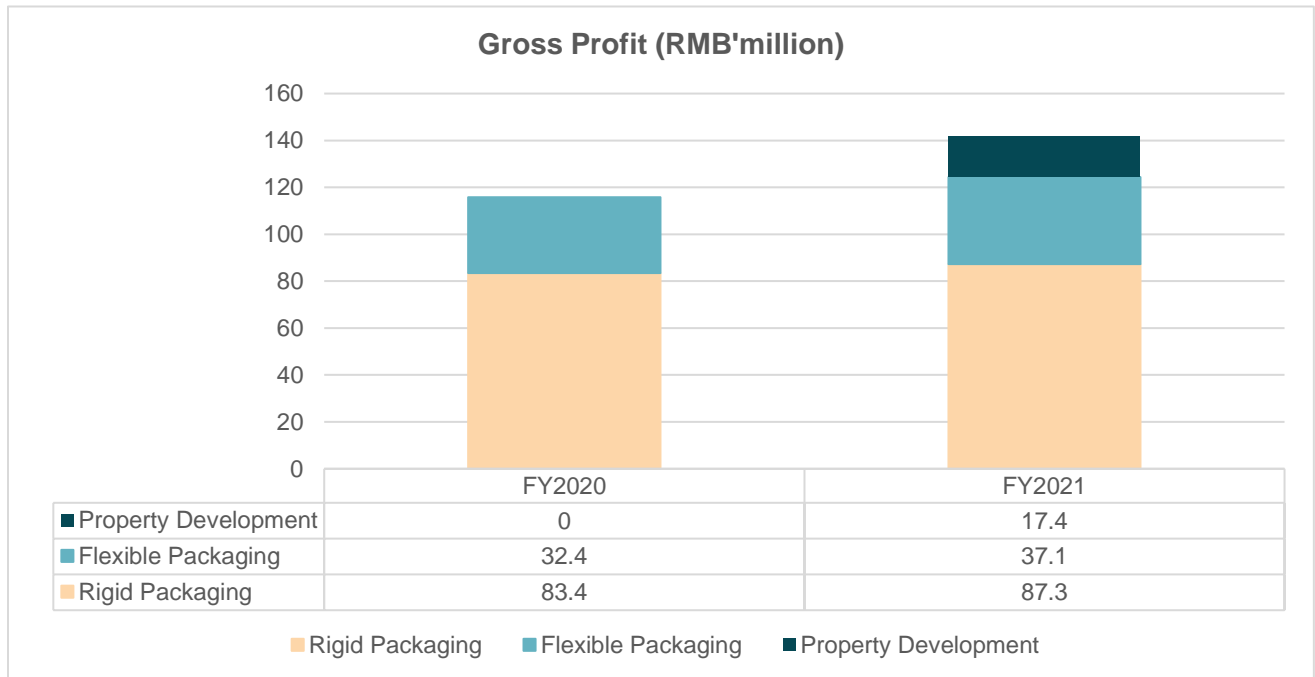 Gross Profit (RMB'million)
160
140
120
100
80
60
40
20
0
FY2020 FY2021
Property Development 0 17.4
Flexible Packaging 32.4 37.1
Rigid Packaging 83.4 87.3
Rigid Packaging Flexible Packaging Property Development